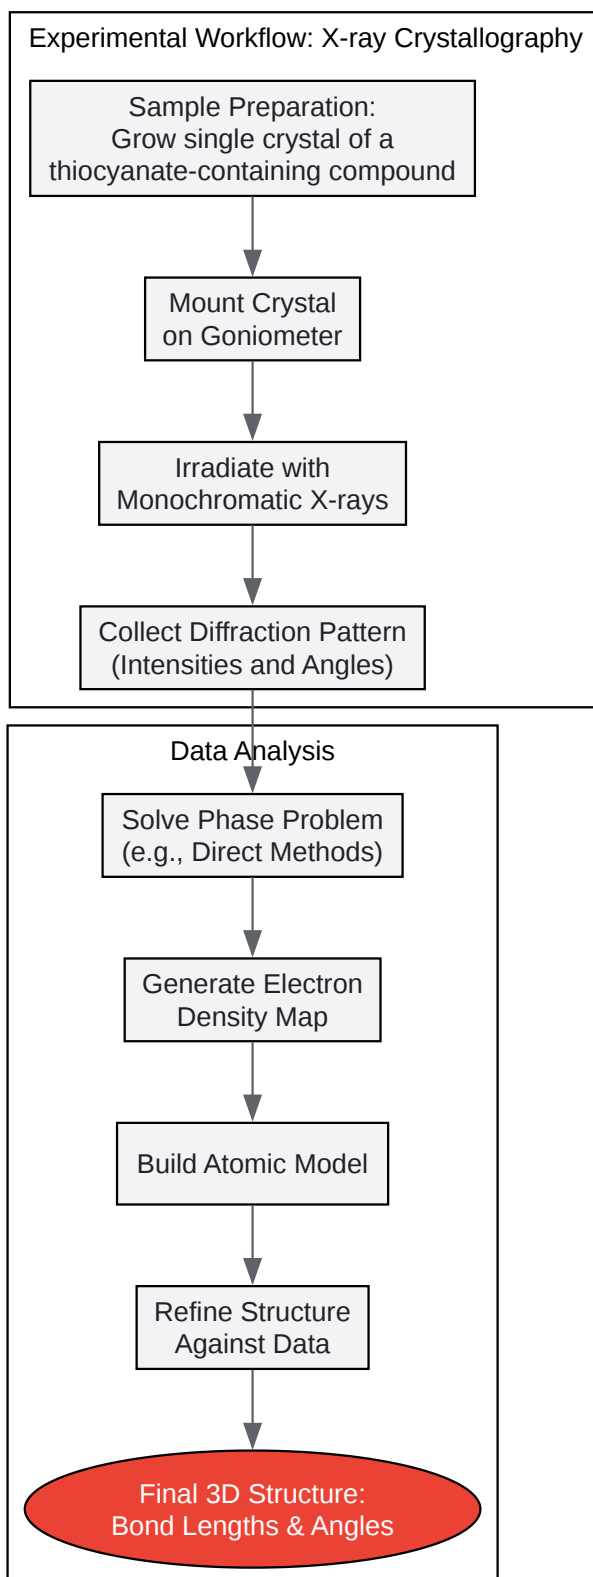 Experimental Workflow: X-ray Crystallography
Sample Preparation:
Grow single crystal of a
thiocyanate-containing compound
Mount Crystal
on Goniometer
Irradiate with
Monochromatic X-rays
Collect Diffraction Pattern
(Intensities and Angles)
Data Analysis
Solve Phase Problem
(e.g., Direct Methods)
Generate Electron
Density Map
Build Atomic Model
Refine Structure
Against Data
Final 3D Structure:
Bond Lengths & Angles